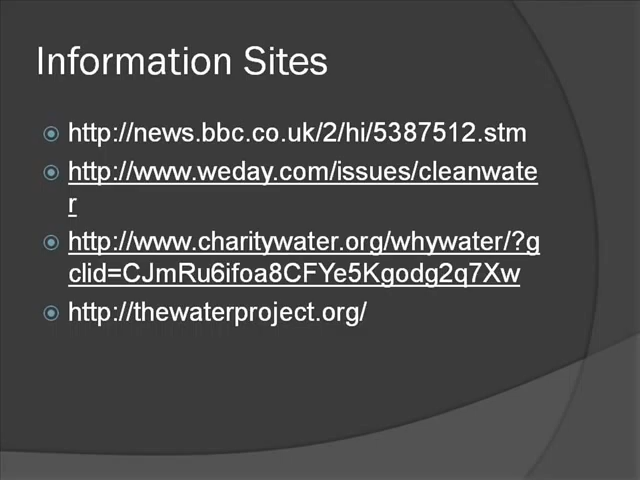 Information Sites
http://news.bbc.co.uk/2/hi/5387512.stm
http://www.weday.com/issues/cleanwate
r
http://www.charitywater.org/whywater/?g
clid=CJmRu6ifoa8CFYe5Kgodg2q7Xw
http://thewaterproject.org/